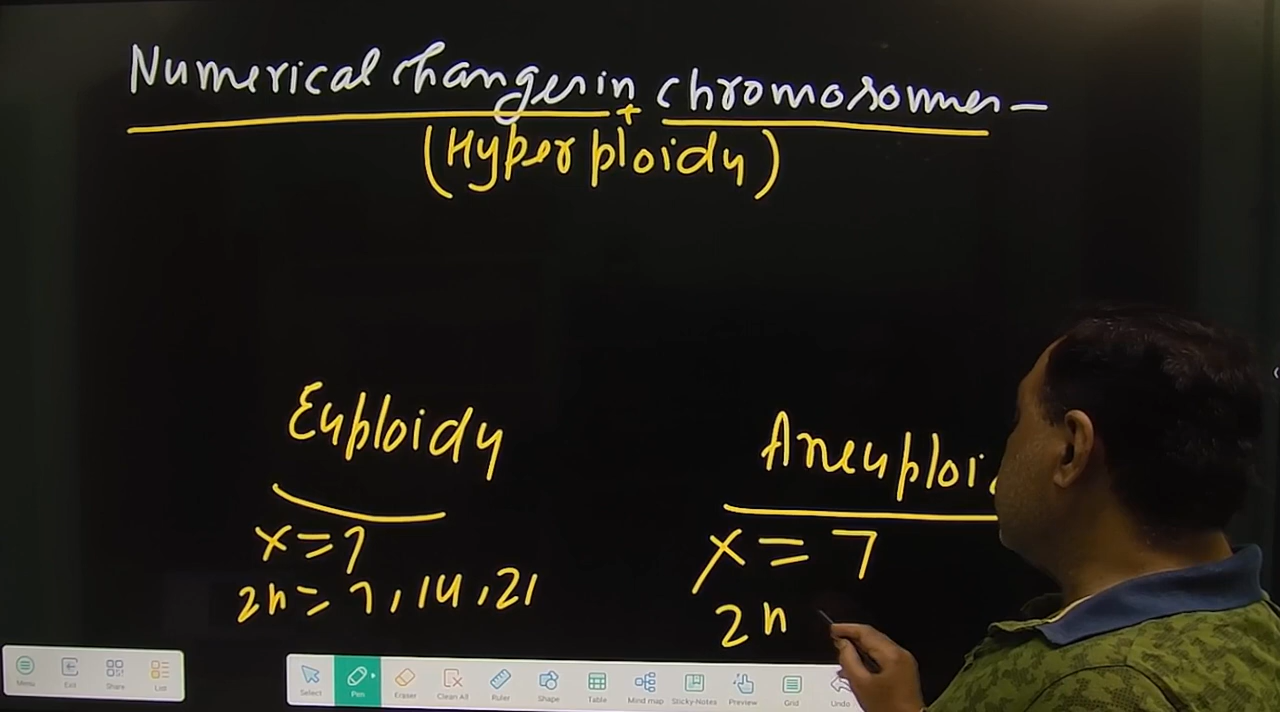 Numerical changes in chromosomes -
+
(Hyperploidy)
Euploidy
x = 7
2n = 7, 14, 21
Aneuploi
x = 7
2n
Menu Exit Share List
Select Pen Eraser Clean All Ruler Shape Table Mind map Sticky-Notes Preview Grid Undo